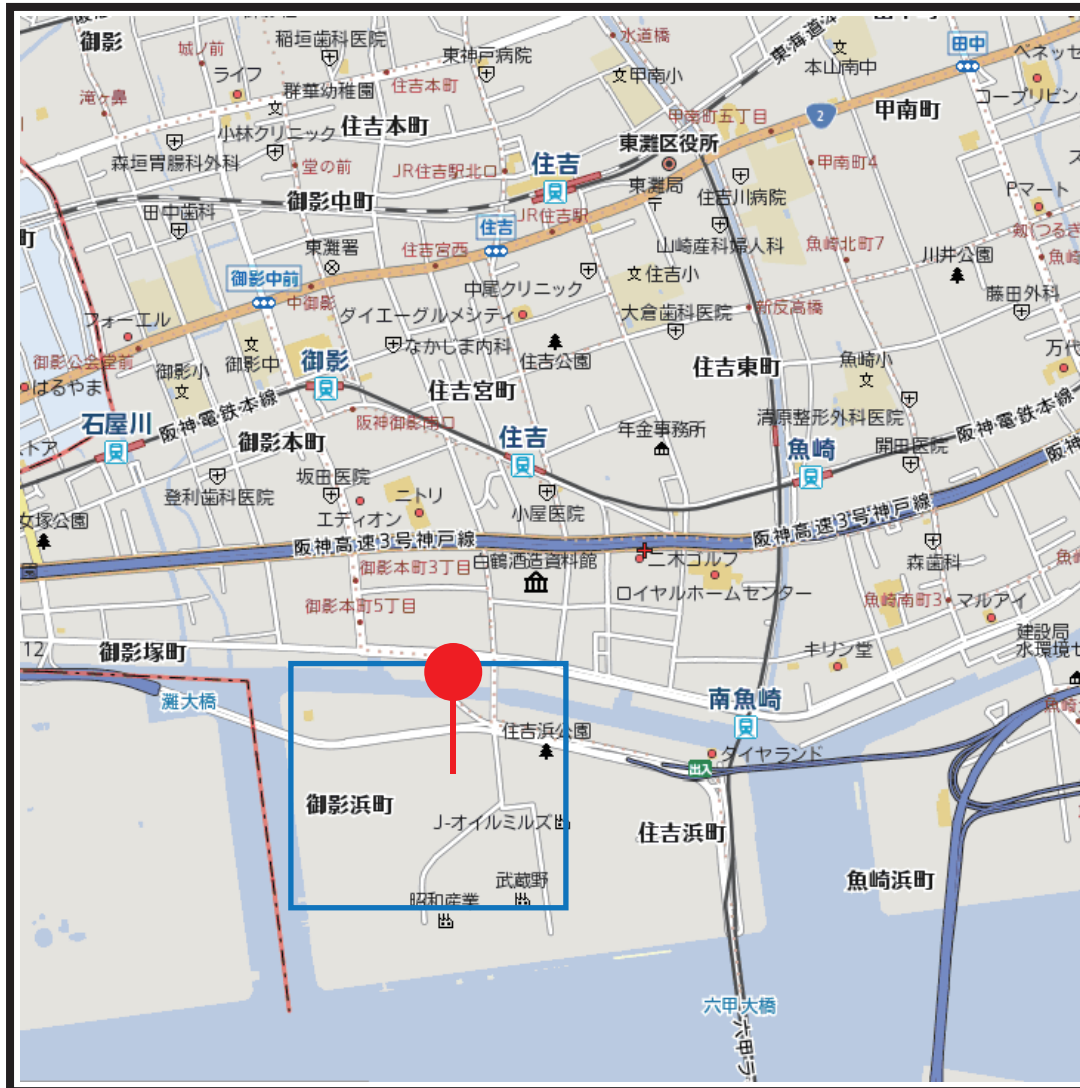 御影
城ノ前
稲垣歯科医院
東神戸病院
水道橋
東海道
本山南中
田中
ライフ
滝ヶ鼻
群華幼稚園
住吉本町
甲南小
コープリビン
甲南町
小林クリニック
住吉本町
甲南町五丁目
2
森垣胃腸科外科
堂の前
JR住吉駅北口
住吉
東灘区役所
甲南町4
御影中町
東灘局
住吉川病院
Pマート
田中歯科
JR住吉駅
町
東灘署
住吉宮西
住吉
山崎産科婦人科
魚崎北町7
川井公園
御影中前
中御影
中尾クリニック
住吉小
藤田外科
フォーエル
ダイエーグルメシティ
大倉歯科医院
新反高橋
御影公会堂前
御影小
御影中
なかしま内科
住吉公園
魚崎小
万代
はるやま
御影
住吉宮町
住吉東町
石屋川
阪神電鉄本線
御影本町
阪神御影南口
住吉
年金事務所
清原整形外科医院
魚崎
開田医院
阪神電鉄本線
登利歯科医院
坂田医院
ニトリ
エディオン
小屋医院
女塚公園
阪神高速3号神戸線
阪神高速3号神戸線
白鶴酒造資料館
二木ゴルフ
森歯科
御影本町3丁目
ロイヤルホームセンター
御影本町5丁目
魚崎南町3
マルアイ
12
御影塚町
キリン堂
建設局
水環境セ
灘大橋
南魚崎
住吉浜公園
ダイヤランド
出入
御影浜町
J-オイルミルズ
住吉浜町
武蔵野
昭和産業
魚崎浜町
六甲大橋
六甲ラ